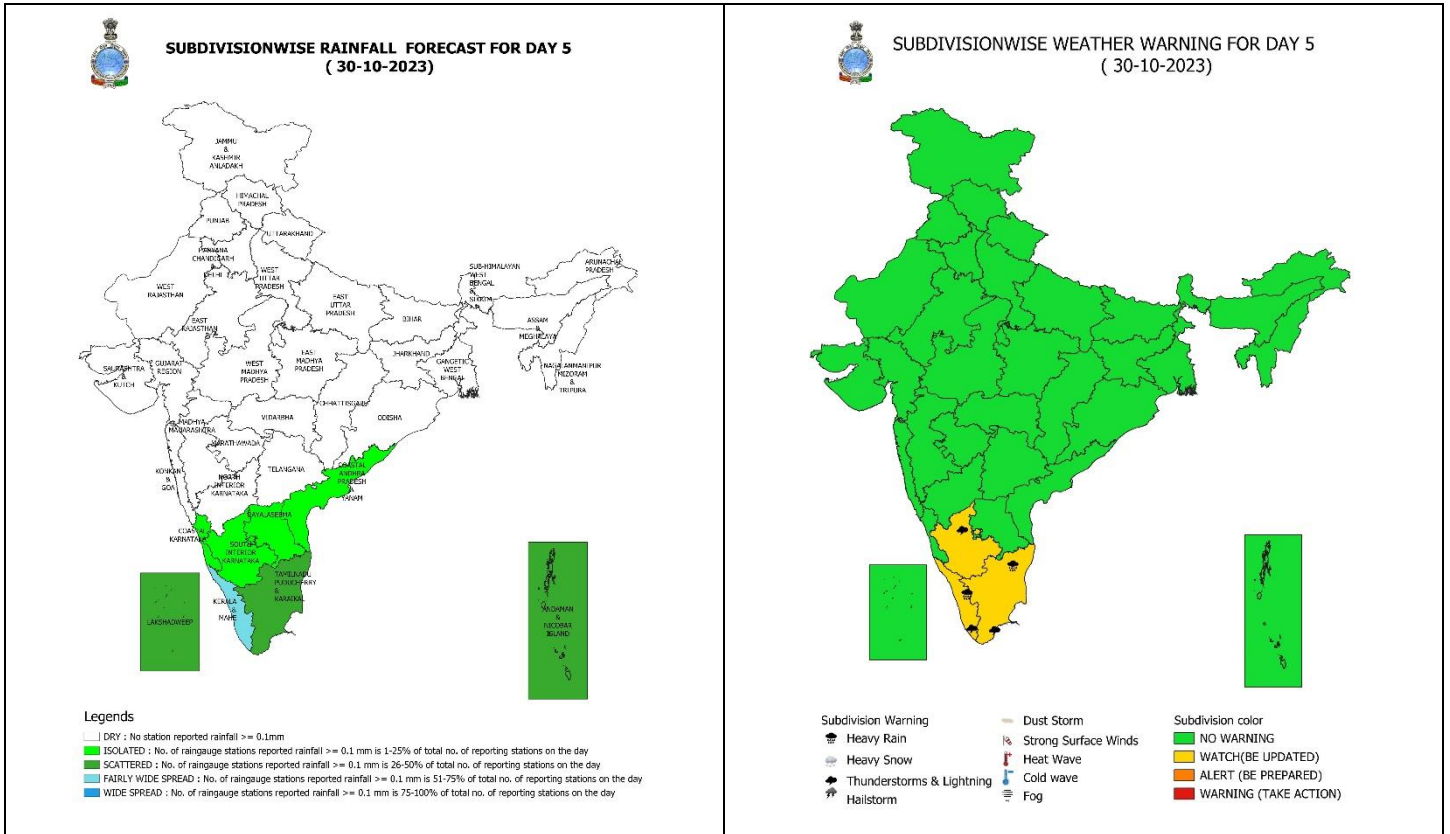 SUBDIVISIONWISE RAINFALL FORECAST FOR DAY 5
( 30-10-2023)
JAMMU
&
KASHMIR
ANLADAKH
HIMACHAL
PRADESH
PUNJAB
UTTARAKHAND
HARYANA
CHANDIGARH
&
DELHI
WEST
UTTAR
PRADESH
WEST
RAJASTHAN
EAST
RAJASTHAN
EAST
UTTAR
PRADESH
SUB-HIMALAYAN
WEST
BENGAL
&
SIKKIM
ARUNACHAL
PRADESH
ASSAM
&
MEGHALAYA
BIHAR
NAGALANMANIPUR
MIZORAM
&
TRIPURA
JHARKHAND
GANGETIC
WEST
BENGAL
SAURASHTRA
&
KUTCH
GUJARAT
REGION
WEST
MADHYA
PRADESH
EAST
MADHYA
PRADESH
CHHATTISGARH
ODISHA
VIDARBHA
MADHYA
MAHARASHTRA
MARATHAWADA
KONKAN
&
GOA
NORTH
INTERIOR
KARNATAKA
TELANGANA
COASTAL
ANDHRA
PRADESH
&
YANAM
RAYALASEEMA
COASTAL
KARNATAKA
SOUTH
INTERIOR
KARNATAKA
TAMILNADU
PUDUCHERRY
&
KARAIKAL
KERALA
&
MAHE
LAKSHADWEEP
ANDAMAN
&
NICOBAR
ISLAND
Legends
DRY : No station reported rainfall >= 0.1mm
ISOLATED : No. of raingauge stations reported rainfall >= 0.1 mm is 1-25% of total no. of reporting stations on the day
SCATTERED : No. of raingauge stations reported rainfall >= 0.1 mm is 26-50% of total no. of reporting stations on the day
FAIRLY WIDE SPREAD : No. of raingauge stations reported rainfall >= 0.1 mm is 51-75% of total no. of reporting stations on the day
WIDE SPREAD : No. of raingauge stations reported rainfall >= 0.1 mm is 75-100% of total no. of reporting stations on the day
SUBDIVISIONWISE WEATHER WARNING FOR DAY 5
( 30-10-2023)
Subdivision Warning
Heavy Rain
Heavy Snow
Thunderstorms & Lightning
Hailstorm
Dust Storm
Strong Surface Winds
Heat Wave
Cold wave
Fog
Subdivision color
NO WARNING
WATCH(BE UPDATED)
ALERT (BE PREPARED)
WARNING (TAKE ACTION)